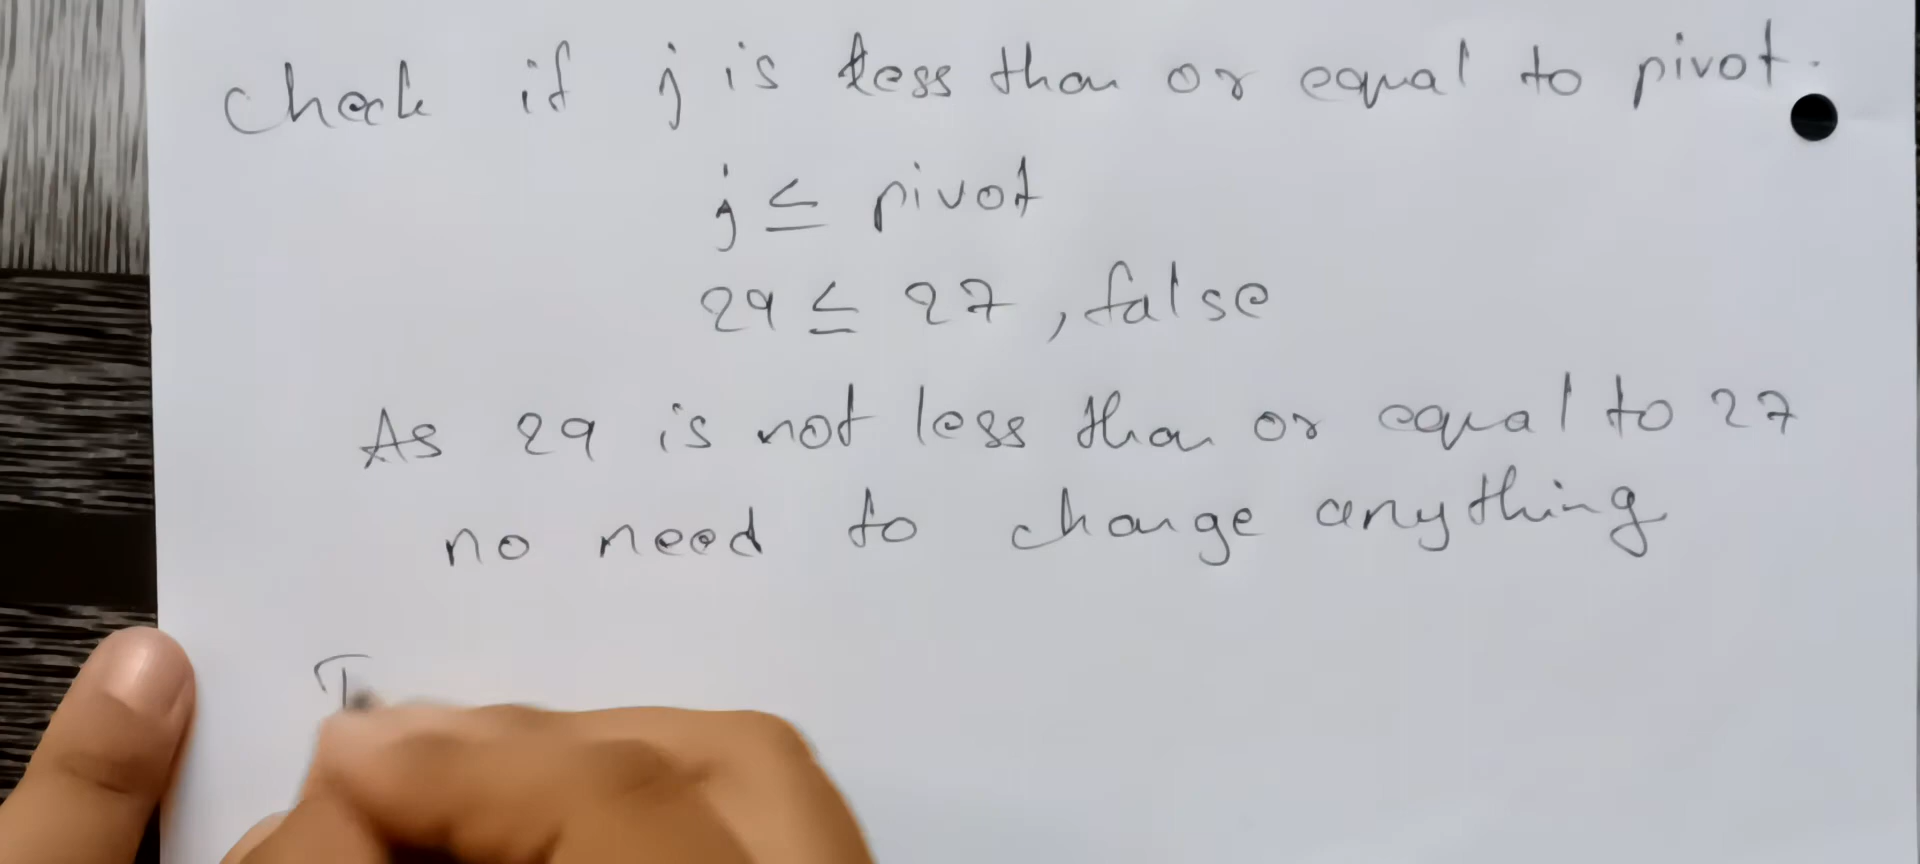 Check if j is less than or equal to pivot.
j ≤ pivot
29 ≤ 27, false
As 29 is not less than or equal to 27
no need to change anything